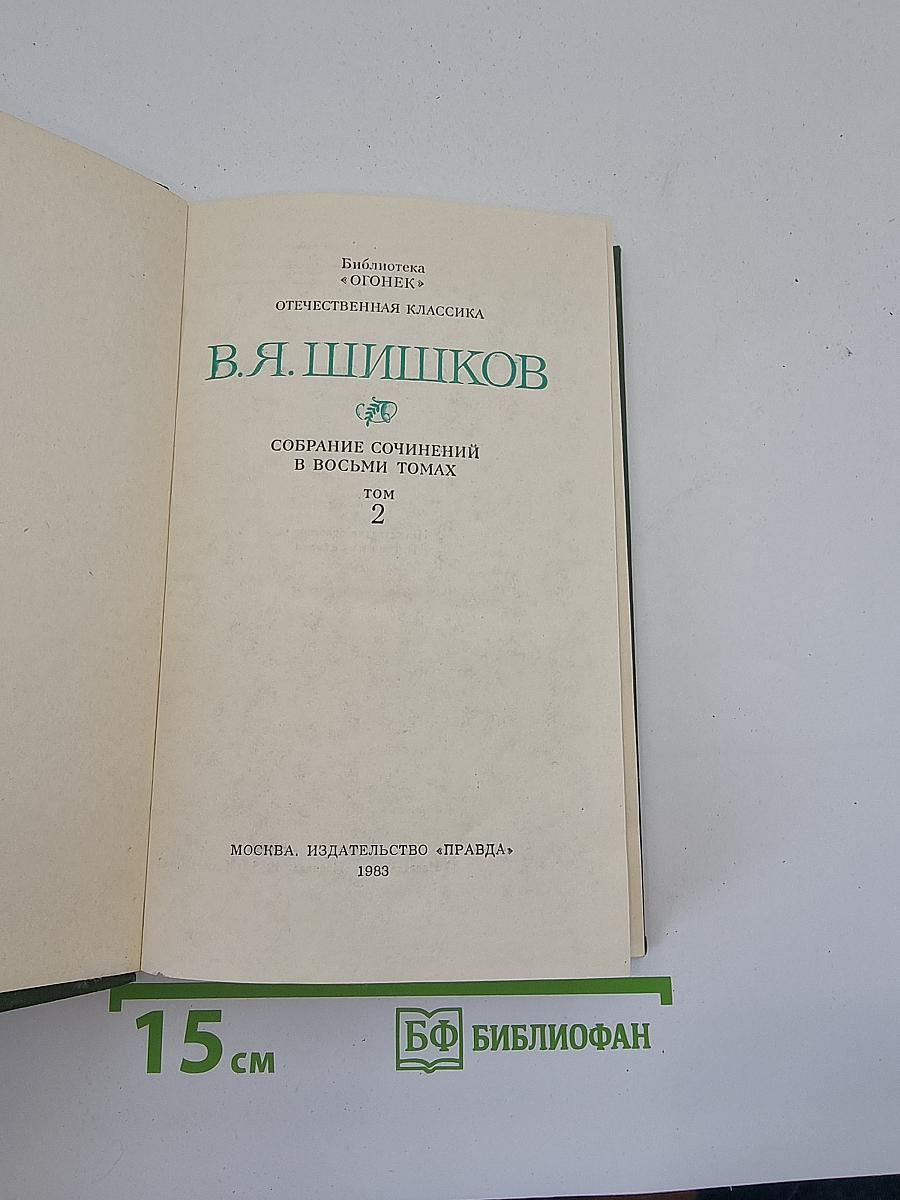 Библиотека
«ОГОНЕК»
ОТЕЧЕСТВЕННАЯ КЛАССИКА
В.Я.ШИШКОВ
СОБРАНИЕ СОЧИНЕНИЙ
В ВОСЬМИ ТОМАХ
ТОМ
2
МОСКВА. ИЗДАТЕЛЬСТВО «ПРАВДА»
1983
15 см
БФ БИБЛИОФАН